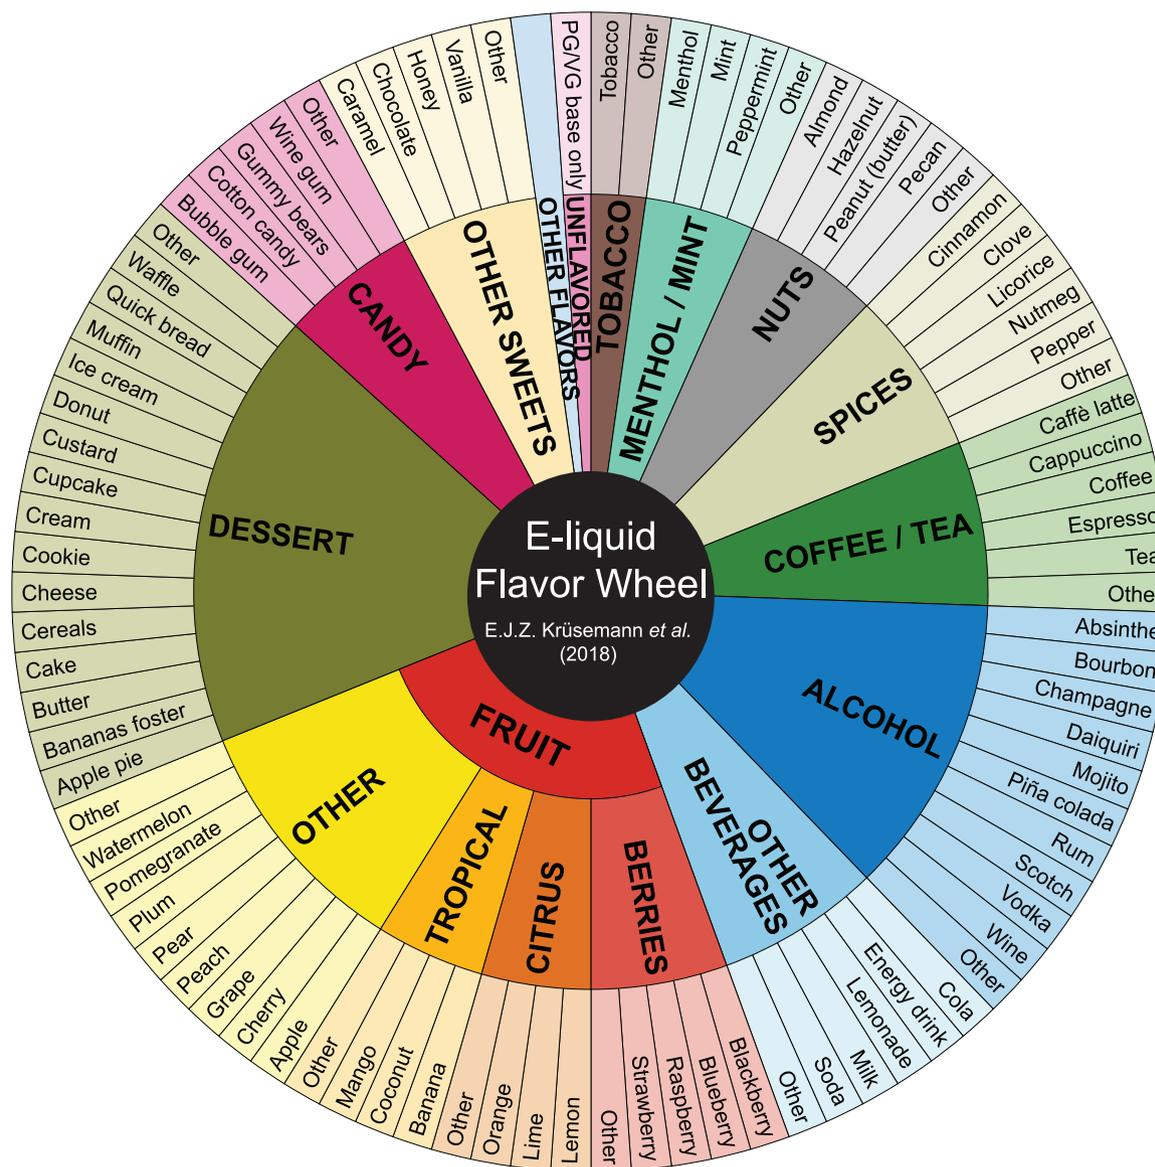 E-liquid
Flavor Wheel
E.J.Z. Krüsemann et al.
(2018)
TOBACCO
Tobacco
Other
MENTHOL / MINT
Menthol
Mint
Peppermint
Other
NUTS
Almond
Hazelnut
Peanut (butter)
Pecan
Other
SPICES
Cinnamon
Clove
Licorice
Nutmeg
Pepper
Other
COFFEE / TEA
Caffè latte
Cappuccino
Coffee
Espresso
Tea
Othe
ALCOHOL
Absinthe
Bourbon
Champagne
Daiquiri
Mojito
Piña colada
Rum
Scotch
Vodka
Wine
Other
OTHER
BEVERAGES
Cola
Energy drink
Lemonade
Milk
Soda
Other
FRUIT
BERRIES
Blackberry
Blueberry
Raspberry
Strawberry
Other
CITRUS
Lemon
Lime
Orange
Other
TROPICAL
Banana
Coconut
Mango
Other
OTHER
Apple
Cherry
Grape
Peach
Pear
Plum
Pomegranate
Watermelon
Other
DESSERT
Apple pie
Bananas foster
Butter
Cake
Cereals
Cheese
Cookie
Cream
Cupcake
Custard
Donut
Ice cream
Muffin
Quick bread
Waffle
Other
CANDY
Bubble gum
Cotton candy
Gummy bears
Wine gum
Other
OTHER SWEETS
Caramel
Chocolate
Honey
Vanilla
Other
OTHER FLAVORS
UNFLAVORED
PG/VG base only